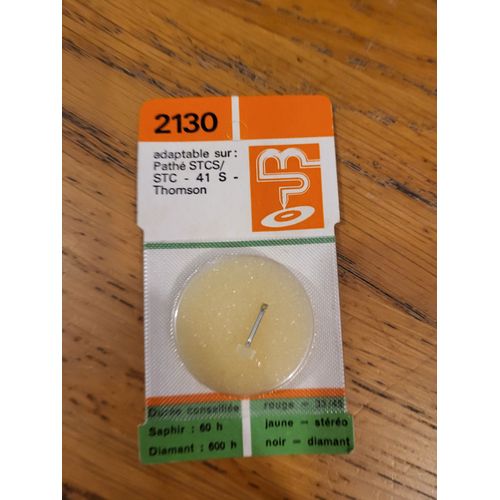 2130
adaptable sur :
Pathé STCS/
STC - 41 S -
Thomson
Durée conseillée
Saphir : 60 h
Diamant : 600 h
rouge = 33/45
jaune = stéréo
noir = diamant